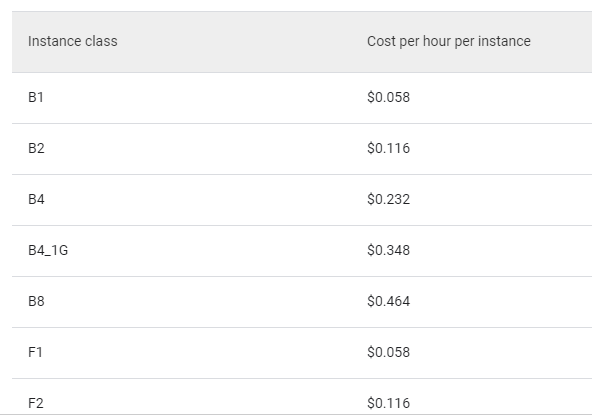 Instance class Cost per hour per instance
B1 $0.058
B2 $0.116
B4 $0.232
B4_1G $0.348
B8 $0.464
F1 $0.058
F2 $0.116